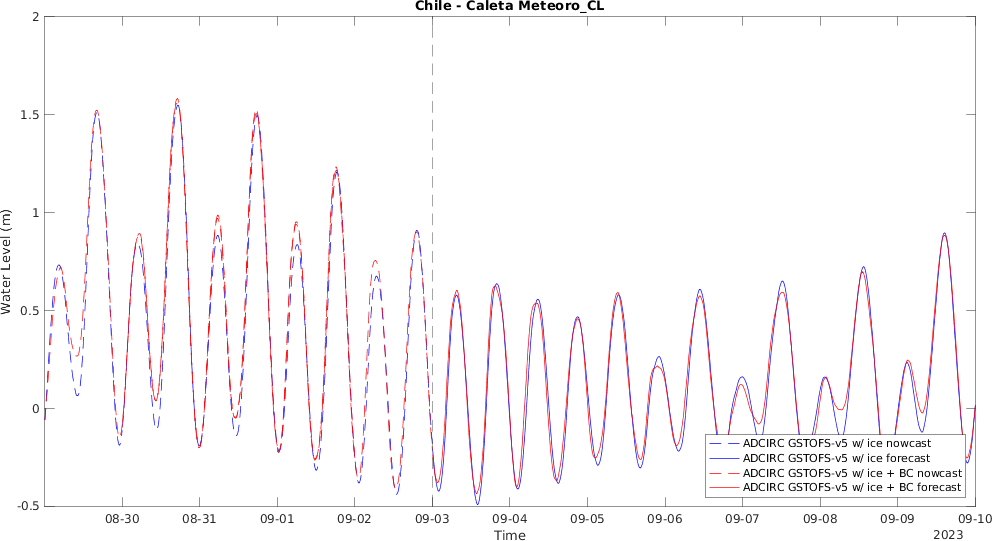 Chile - Caleta Meteoro_CL
2
1.5
1
0.5
0
-0.5
Water Level (m)
08-30 08-31 09-01 09-02 09-03 09-04 09-05 09-06 09-07 09-08 09-09 09-10
Time
2023
ADCIRC GSTOFS-v5 w/ ice nowcast
ADCIRC GSTOFS-v5 w/ ice forecast
ADCIRC GSTOFS-v5 w/ ice + BC nowcast
ADCIRC GSTOFS-v5 w/ ice + BC forecast